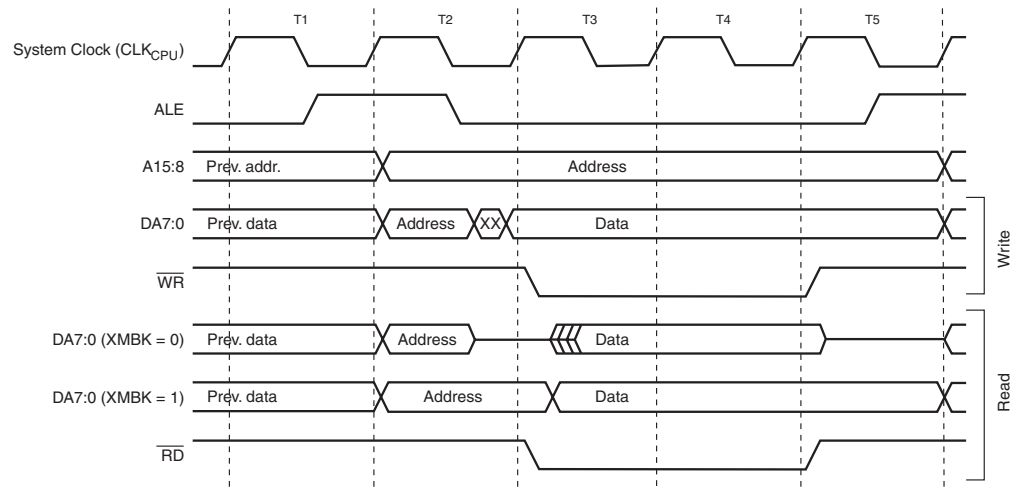 T1 T2 T3 T4 T5
System Clock (CLKCPU)
ALE
A15:8 Prev. addr. Address
DA7:0 Prev. data Address XX Data
WR
Write
DA7:0 (XMBK = 0) Prev. data Address Data
DA7:0 (XMBK = 1) Prev. data Address Data
RD
Read